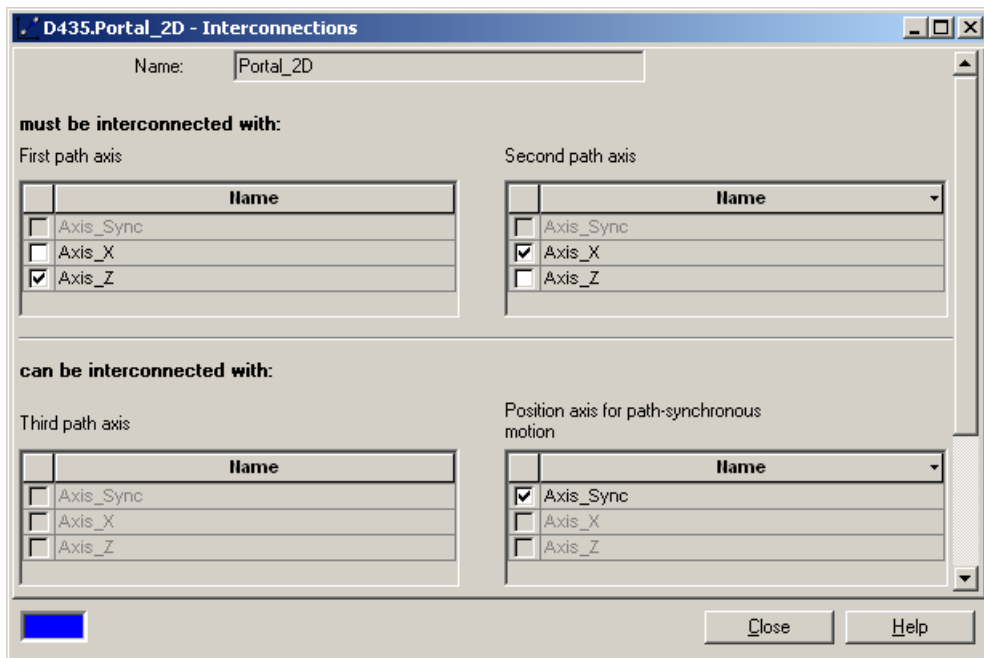 D435.Portal_2D - Interconnections
Name: Portal_2D
must be interconnected with:
First path axis
Name
Axis_Sync
Axis_X
Axis_Z
Second path axis
Name
Axis_Sync
Axis_X
Axis_Z
can be interconnected with:
Third path axis
Name
Axis_Sync
Axis_X
Axis_Z
Position axis for path-synchronous
motion
Name
Axis_Sync
Axis_X
Axis_Z
Close Help